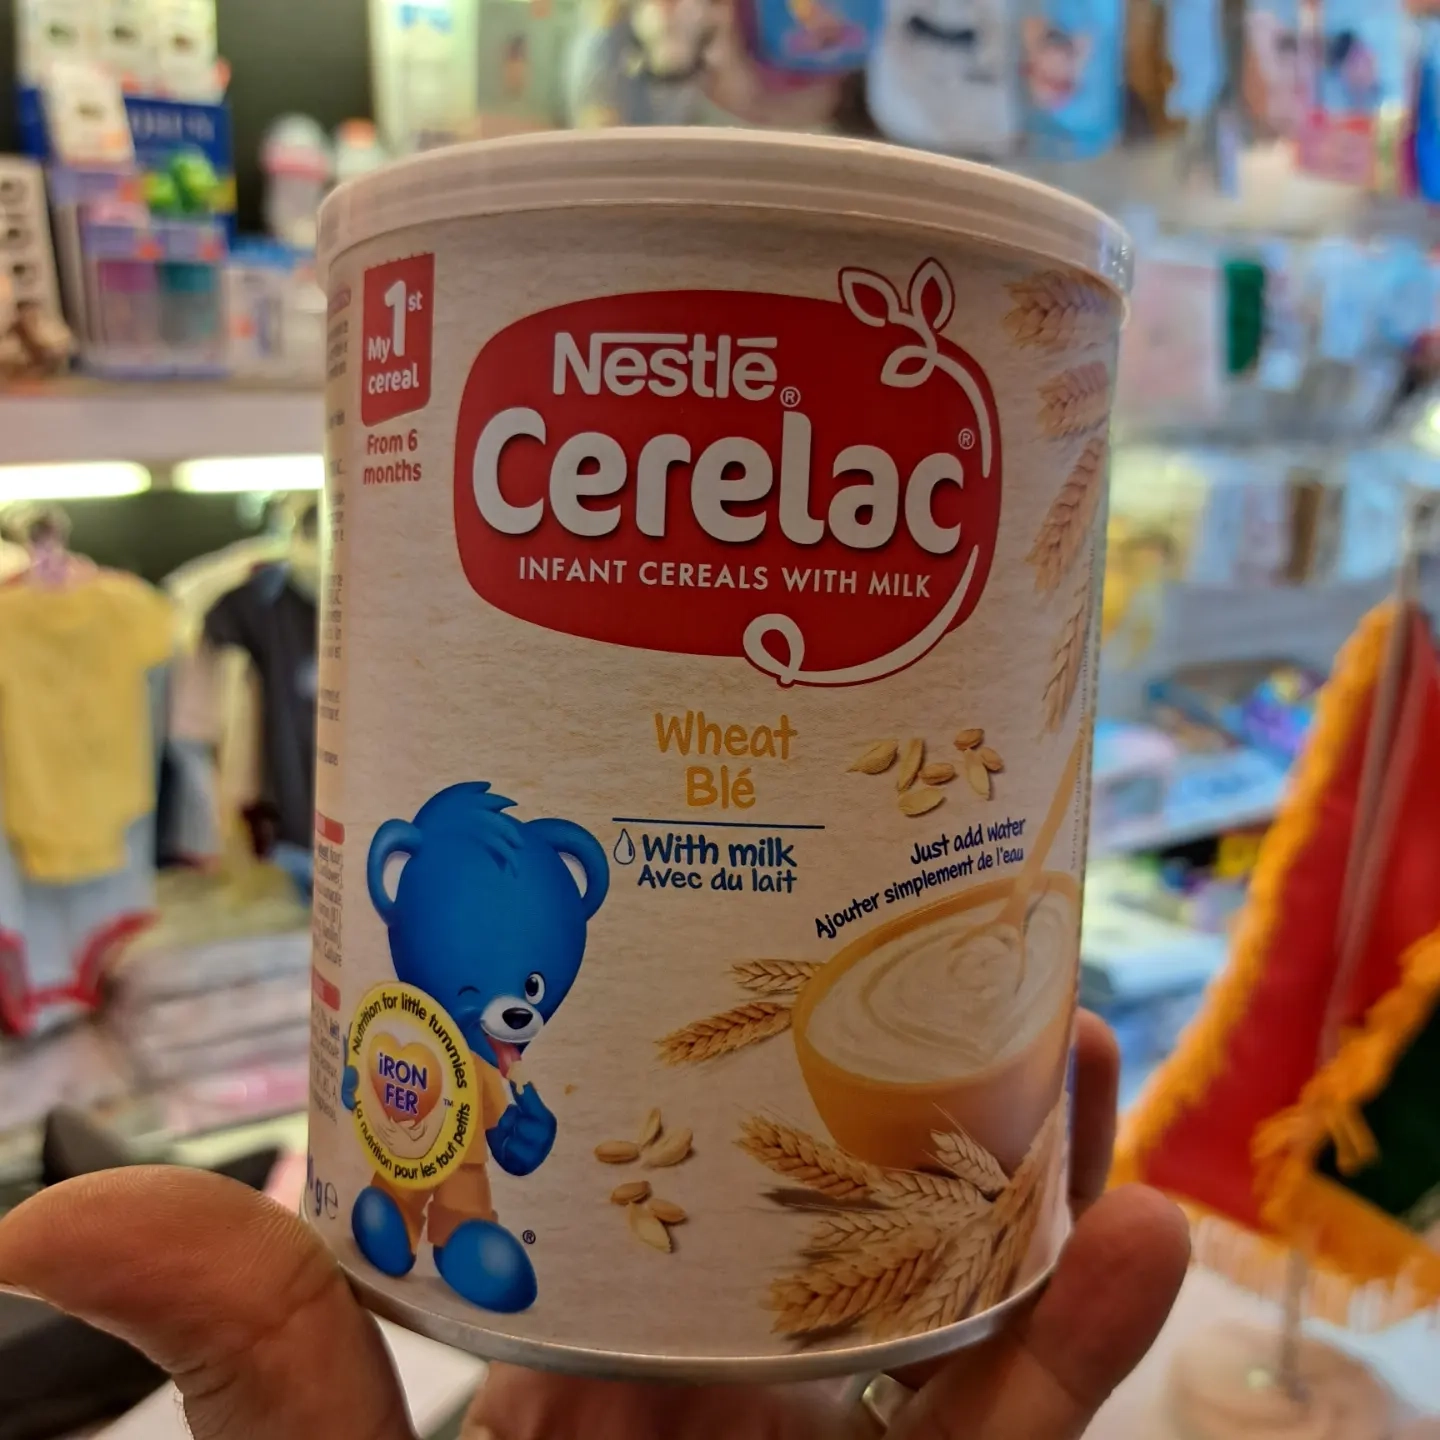 My 1st
cereal
From 6
months
Nestlé®
Cerelac®
INFANT CEREALS WITH MILK
Wheat
Blé
With milk
Avec du lait
Just add water
Ajouter simplement de l'eau
Nutrition for little tummies
iRON
FER
TM
La nutrition pour les tout petits
g℮
®